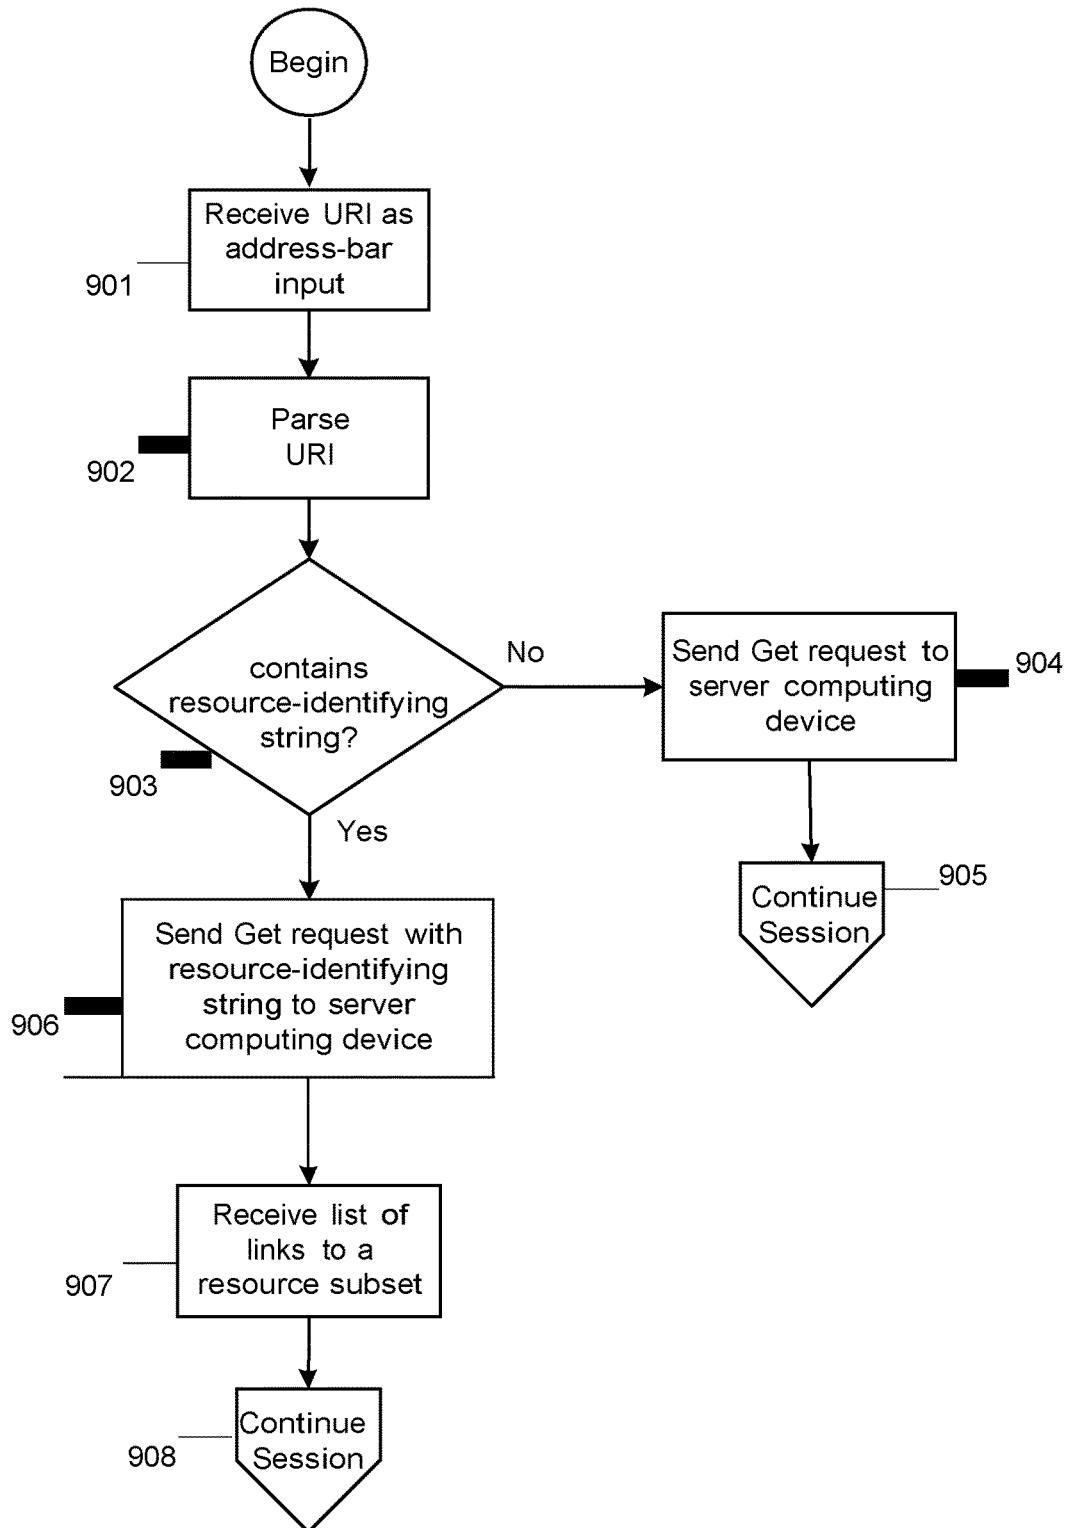 Begin
Receive URI as
address-bar
input
901
Parse
URI
902
contains
resource-identifying
string?
903
No
Send Get request to
server computing
device
904
Continue
Session
905
Yes
Send Get request with
resource-identifying
string to server
computing device
906
Receive list of
links to a
resource subset
907
Continue
Session
908